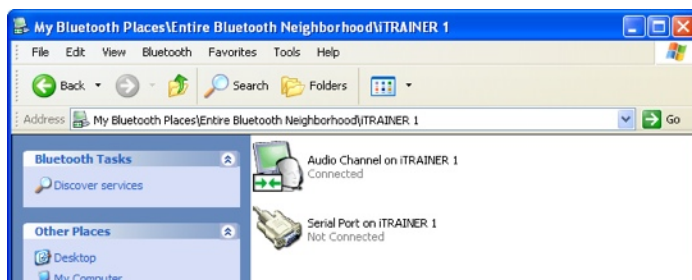 My Bluetooth Places\Entire Bluetooth Neighborhood\iTRAINER 1
File Edit View Bluetooth Favorites Tools Help
Back Search Folders
Address My Bluetooth Places\Entire Bluetooth Neighborhood\iTRAINER 1 Go
Bluetooth Tasks
Discover services
Other Places
Desktop
My Computer
Audio Channel on iTRAINER 1
Connected
Serial Port on iTRAINER 1
Not Connected